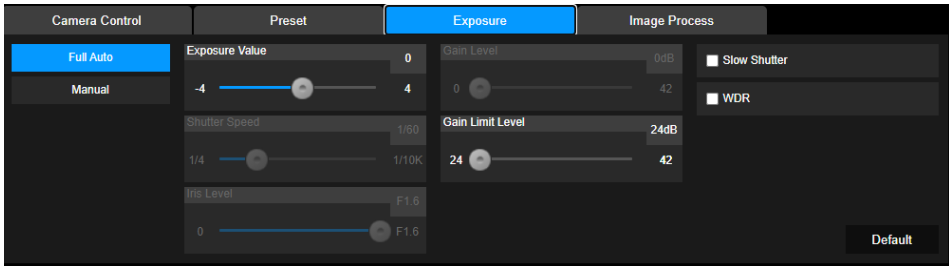 Camera Control Preset Exposure Image Process
Full Auto
Manual
Exposure Value 0
-4 4
Shutter Speed 1/60
1/4 1/10K
Iris Level F1.6
0 F1.6
Gain Level 0dB
0 42
Gain Limit Level 24dB
24 42
Slow Shutter
WDR
Default